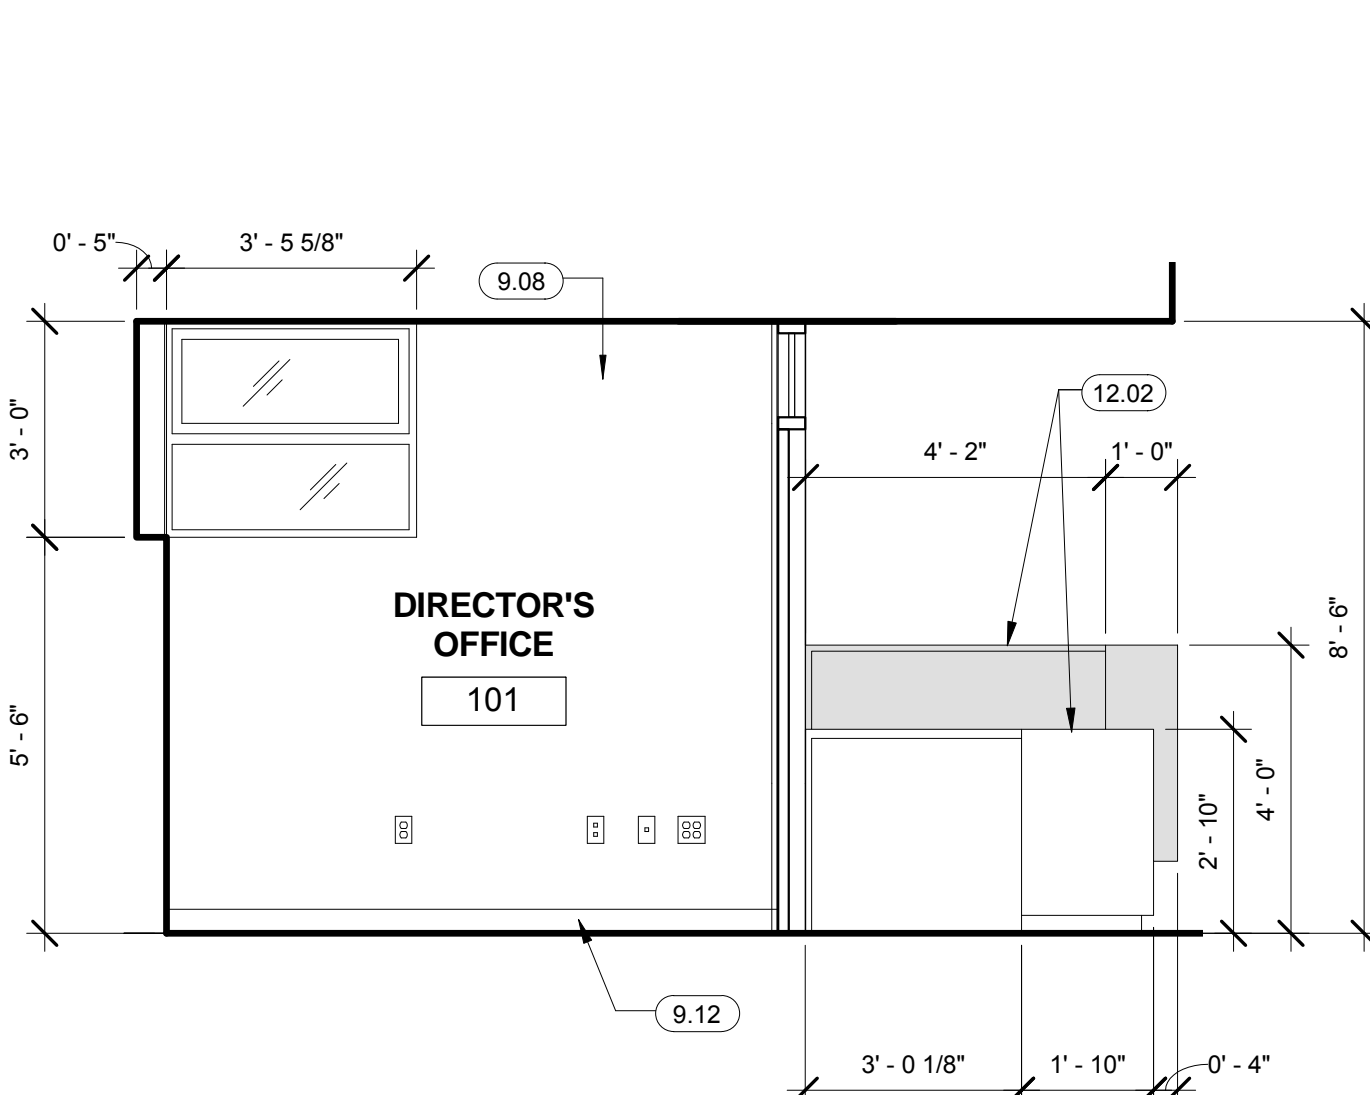 0' - 5"
3' - 5 5/8"
9.08
12.02
3' - 0"
4' - 2"
1' - 0"
DIRECTOR'S
OFFICE
101
8' - 6"
5' - 6"
4' - 0"
2' - 10"
9.12
3' - 0 1/8"
1' - 10"
0' - 4"